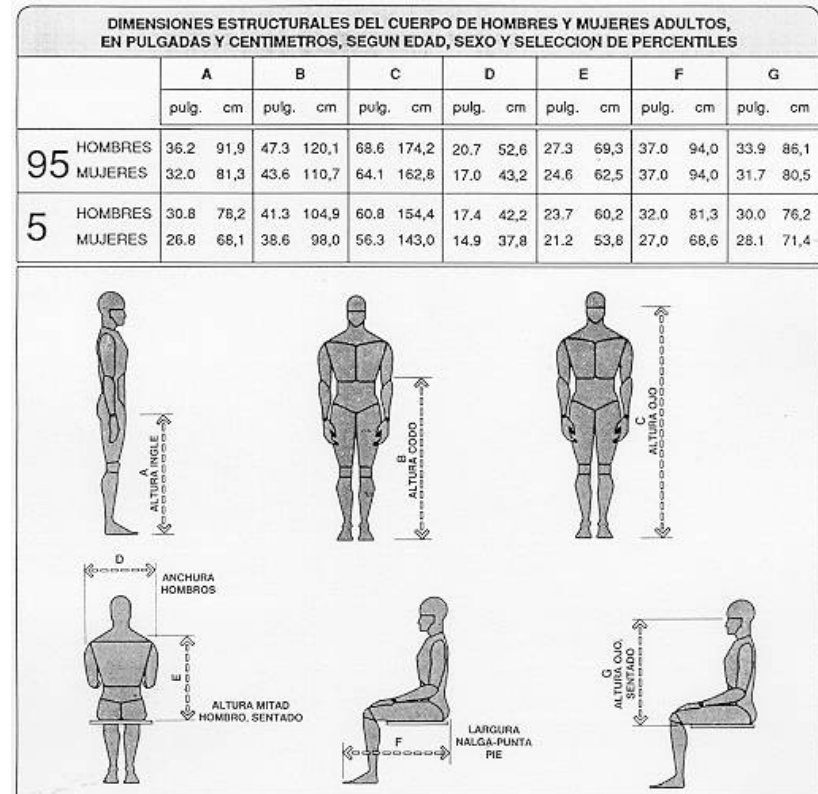 DIMENSIONES ESTRUCTURALES DEL CUERPO DE HOMBRES Y MUJERES ADULTOS,
EN PULGADAS Y CENTIMETROS, SEGUN EDAD, SEXO Y SELECCION DE PERCENTILES
A B C D E F G
pulg. cm pulg. cm pulg. cm pulg. cm pulg. cm pulg. cm pulg. cm
95 HOMBRES 36.2 91,9 47.3 120,1 68.6 174,2 20.7 52,6 27.3 69,3 37.0 94,0 33.9 86,1
MUJERES 32.0 81,3 43.6 110,7 64.1 162,8 17.0 43,2 24.6 62,5 37.0 94,0 31.7 80,5
5 HOMBRES 30.8 78,2 41.3 104,9 60.8 154,4 17.4 42,2 23.7 60,2 32.0 81,3 30.0 76,2
MUJERES 26.8 68,1 38.6 98,0 56.3 143,0 14.9 37,8 21.2 53,8 27,0 68,6 28.1 71,4
A
ALTURA INGLE
B
ALTURA CODO
C
ALTURA OJO
D
ANCHURA
HOMBROS
E
ALTURA MITAD
HOMBRO, SENTADO
F
LARGURA
NALGA-PUNTA
PIE
G
ALTURA OJO,
SENTADO